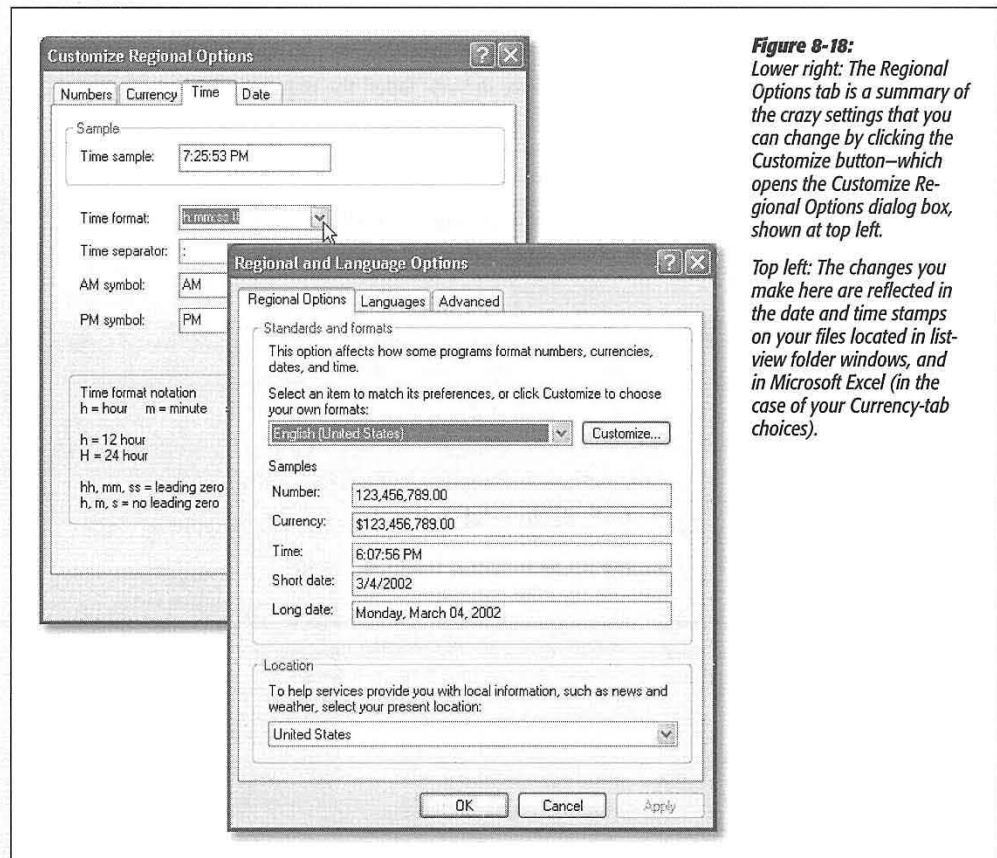 Customize Regional Options
Numbers Currency Time Date
Sample
Time sample: 7:25:53 PM
Time format: h:mm:ss tt
Time separator: :
AM symbol: AM
PM symbol: PM
Time format notation
h = hour m = minute
h = 12 hour
H = 24 hour
hh, mm, ss = leading zero
h, m, s = no leading zero
Regional and Language Options
Regional Options Languages Advanced
Standards and formats
This option affects how some programs format numbers, currencies,
dates, and time.
Select an item to match its preferences, or click Customize to choose
your own formats:
English (United States) Customize...
Samples
Number: 123,456,789.00
Currency: $123,456,789.00
Time: 6:07:56 PM
Short date: 3/4/2002
Long date: Monday, March 04, 2002
Location
To help services provide you with local information, such as news and
weather, select your present location:
United States
OK Cancel Apply
Figure 8-18:
Lower right: The Regional
Options tab is a summary of
the crazy settings that you
can change by clicking the
Customize button—which
opens the Customize Re-
gional Options dialog box,
shown at top left.
Top left: The changes you
make here are reflected in
the date and time stamps
on your files located in list-
view folder windows, and
in Microsoft Excel (in the
case of your Currency-tab
choices).